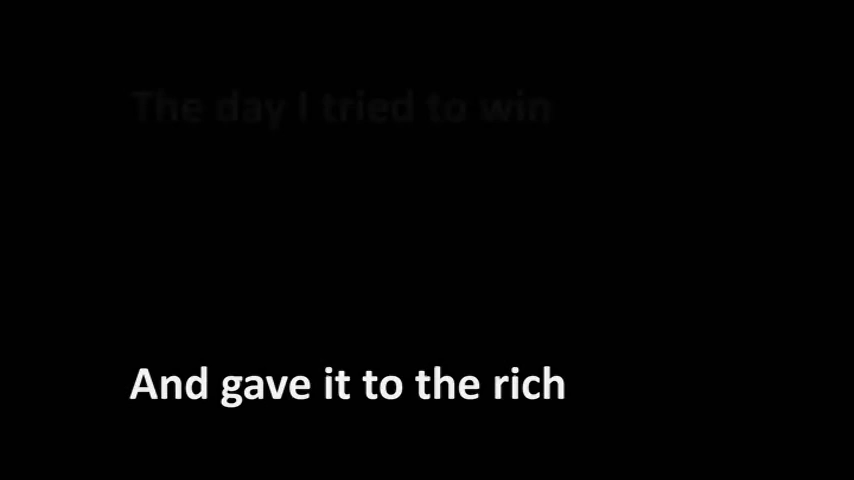 The day I tried to win
And gave it to the rich